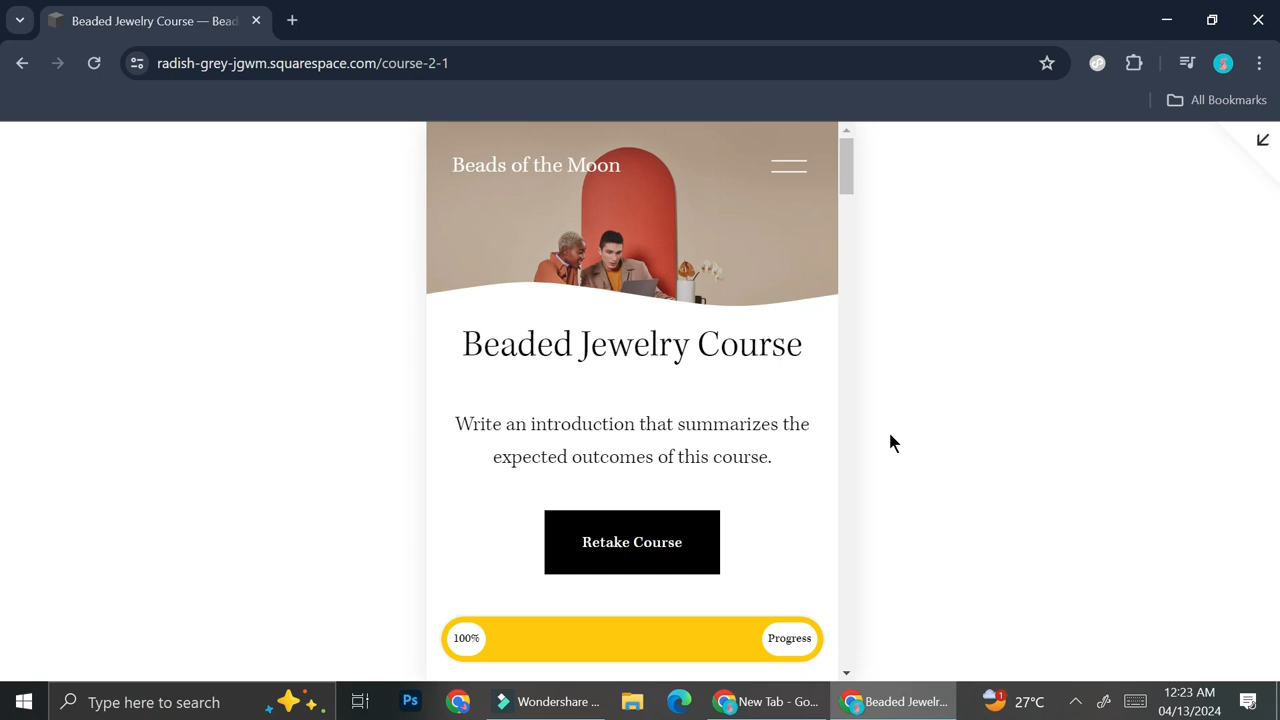 Beaded Jewelry Course — Bead
radish-grey-jgwm.squarespace.com/course-2-1
All Bookmarks
Beads of the Moon
Beaded Jewelry Course
Write an introduction that summarizes the
expected outcomes of this course.
Retake Course
100%
Progress
Type here to search
Ps
Wondershare ...
New Tab - Go...
Beaded Jewelr...
1
27°C
12:23 AM
04/13/2024